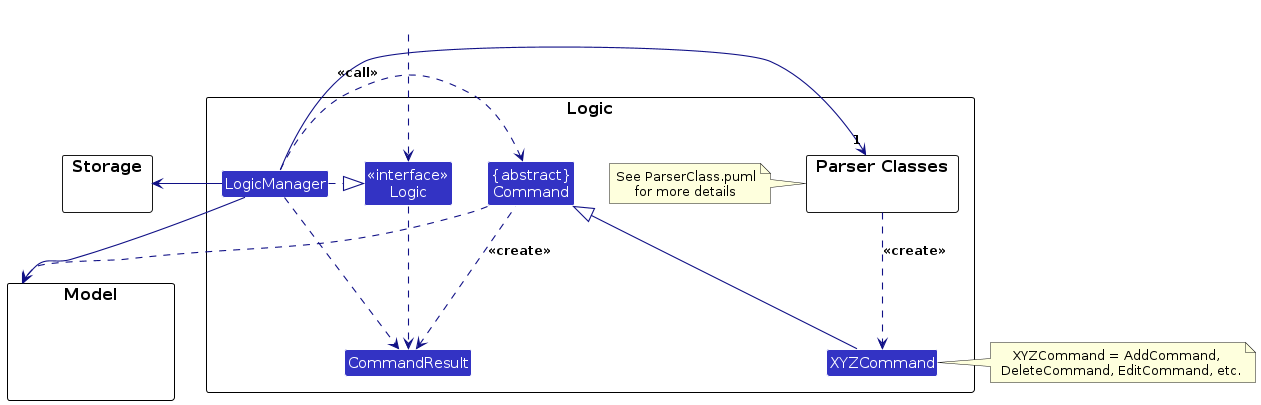 «call»
Logic
1
Storage
LogicManager
«interface»
Logic
{abstract}
Command
See ParserClass.puml
for more details
Parser Classes
«create»
«create»
Model
CommandResult
XYZCommand
XYZCommand = AddCommand,
DeleteCommand, EditCommand, etc.